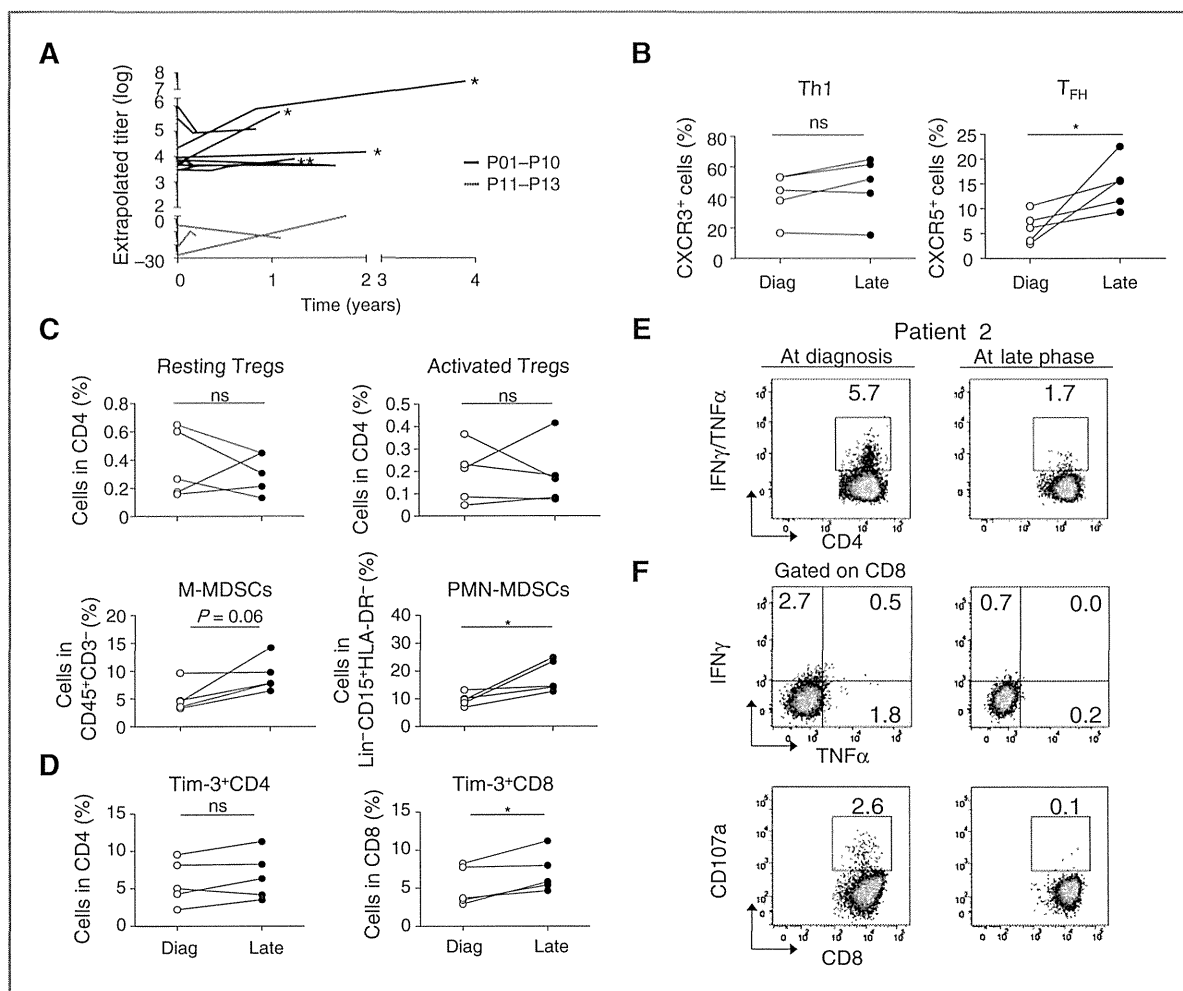 A
Extrapolated titer (log)
8
7
6
5
4
3
2
0
−30
0 1 2 3 4
Time (years)
* * * **
P01–P10
P11–P13
B
Th1
ns
CXCR3+ cells (%)
80
60
40
20
0
Diag Late
TFH
*
CXCR5+ cells (%)
25
20
15
10
5
0
Diag Late
C
Resting Tregs
ns
Cells in CD4 (%)
0.8
0.6
0.4
0.2
0
Activated Tregs
ns
Cells in CD4 (%)
0.5
0.4
0.3
0.2
0.1
0
M-MDSCs
P = 0.06
Cells in
CD45+CD3− (%)
20
15
10
5
0
PMN-MDSCs
*
Cells in
Lin−CD15+HLA-DR− (%)
40
30
20
10
0
D
Tim-3+CD4
ns
Cells in CD4 (%)
15
10
5
0
Diag Late
Tim-3+CD8
*
Cells in CD8 (%)
15
10
5
0
Diag Late
E
Patient 2
At diagnosis At late phase
5.7 1.7
IFNγ/TNFα
CD4
F
Gated on CD8
2.7 0.5 0.7 0.0
1.8 0.2
IFNγ
TNFα
2.6 0.1
CD107a
CD8